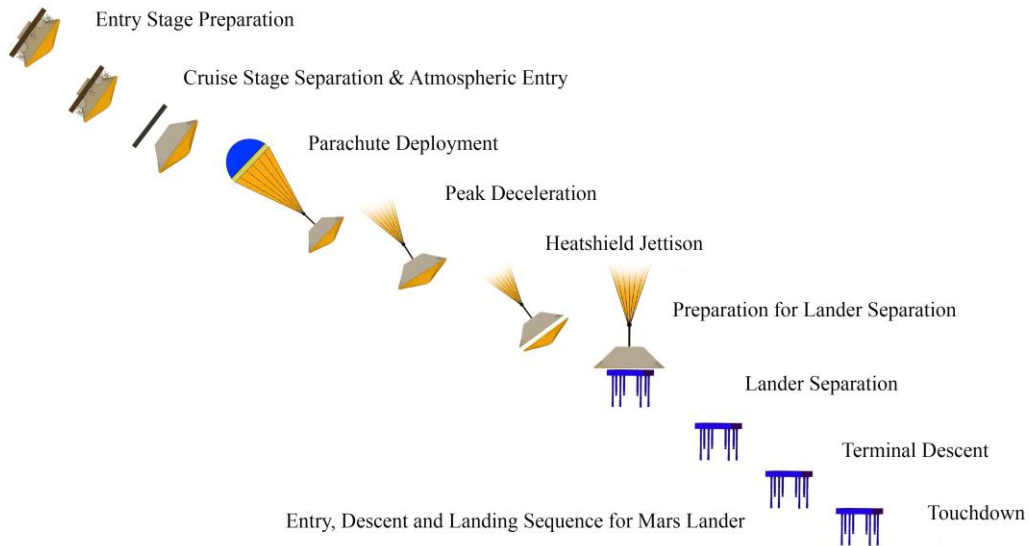 Entry Stage Preparation
Cruise Stage Separation & Atmospheric Entry
Parachute Deployment
Peak Deceleration
Heatshield Jettison
Preparation for Lander Separation
Lander Separation
Terminal Descent
Touchdown
Entry, Descent and Landing Sequence for Mars Lander